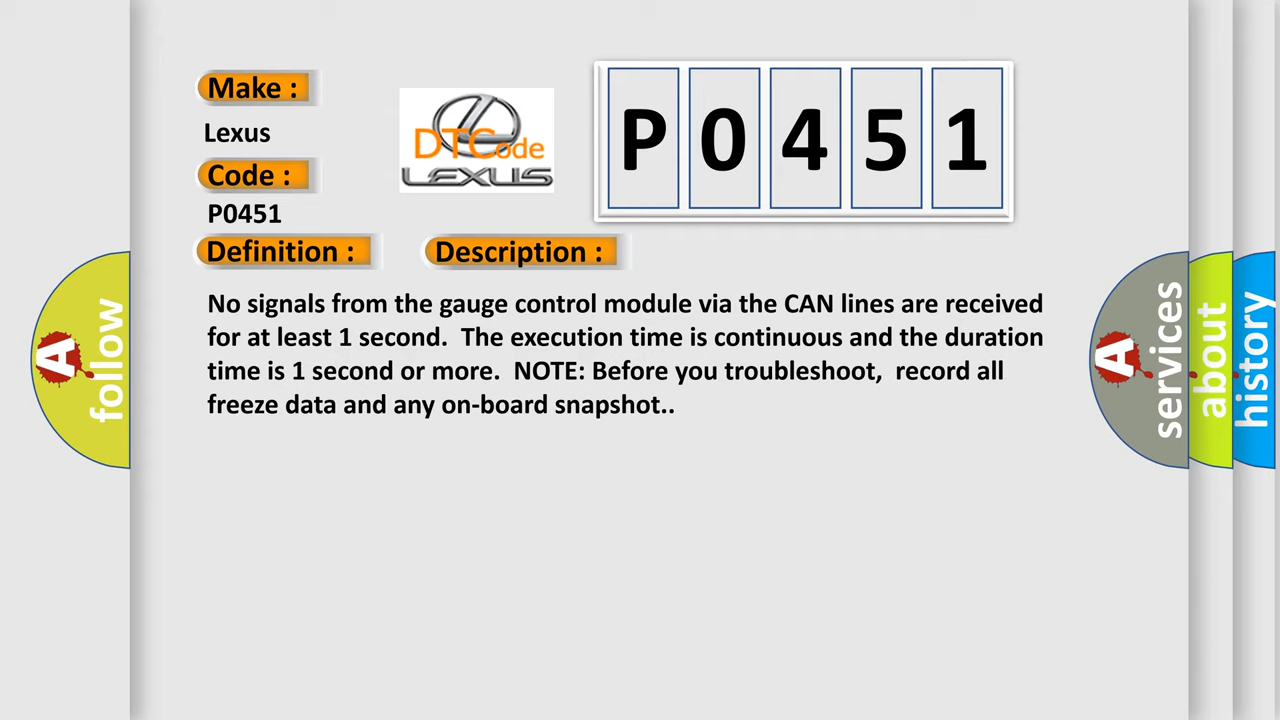 Make :
Lexus
Code :
P0451
Definition :
Description :
DTCode
LEXUS
P0451
No signals from the gauge control module via the CAN lines are received
for at least 1 second  The execution time is continuous and the duration
time is 1 second or more  NOTE: Before you troubleshoot,  record all
freeze data and any on-board snapshot..
A
follow
A
services
about
history